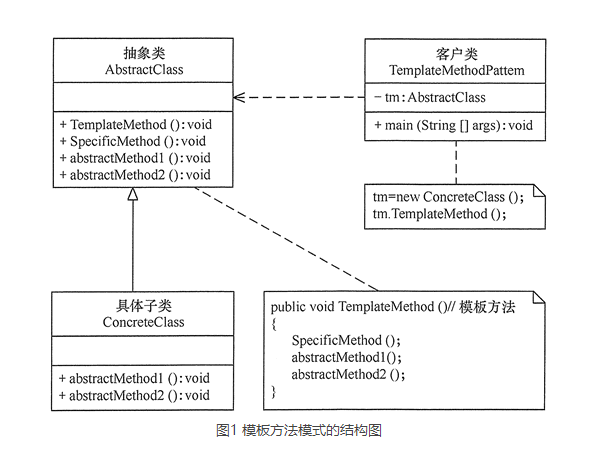 抽象类
AbstractClass
+ TemplateMethod ():void
+ SpecificMethod ():void
+ abstractMethod1 ():void
+ abstractMethod2 ():void
客户类
TemplateMethodPattem
- tm:AbstractClass
+ main (String [] args):void
tm=new ConcreteClass ();
tm.TemplateMethod ();
具体子类
ConcreteClass
+ abstractMethod1 ():void
+ abstractMethod2 ():void
public void TemplateMethod ()// 模板方法
{
SpecificMethod ();
abstractMethod1();
abstractMethod2 ();
}
图1 模板方法模式的结构图